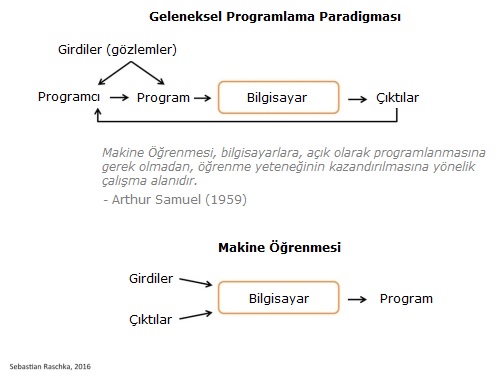 Geleneksel Programlama Paradigması
Girdiler (gözlemler)
Programcı
Program
Bilgisayar
Çıktılar
Makine Öğrenmesi, bilgisayarlara, açık olarak programlanmasına
gerek olmadan, öğrenme yeteneğinin kazandırılmasına yönelik
çalışma alanıdır.
- Arthur Samuel (1959)
Makine Öğrenmesi
Girdiler
Çıktılar
Bilgisayar
Program
Sebastian Raschka, 2016